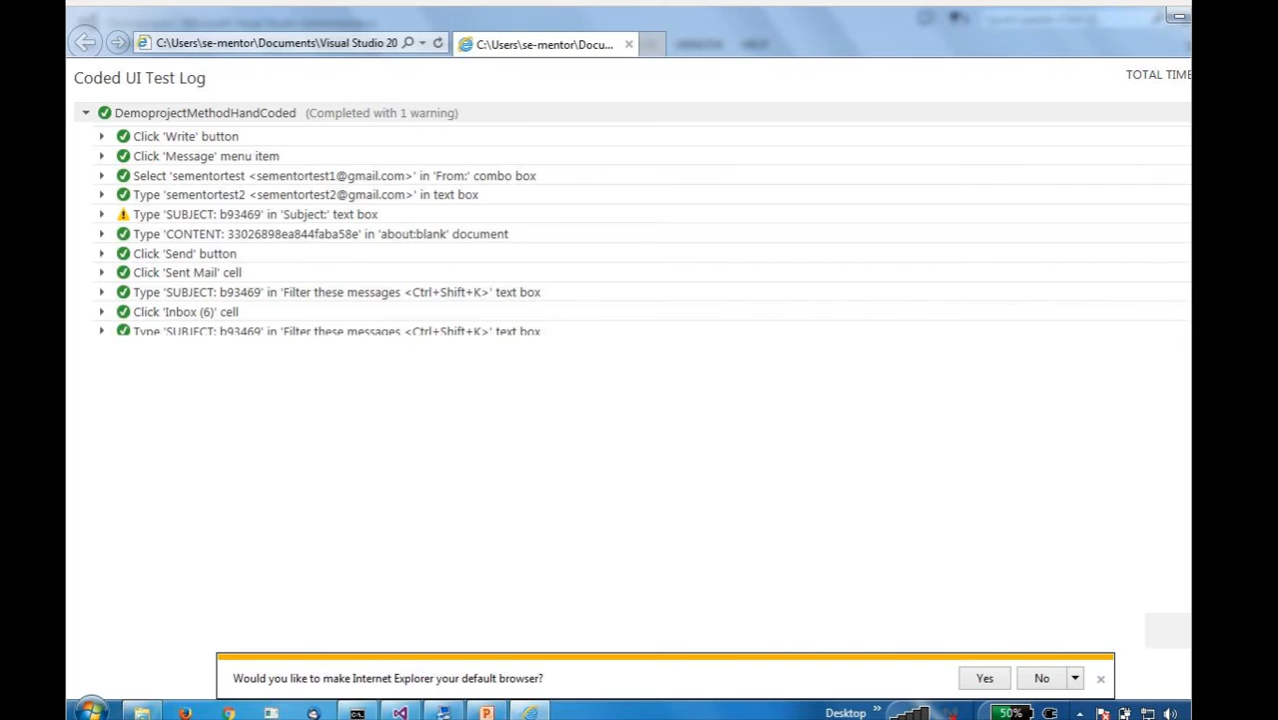 C:\Users\se-mentor\Documents\Visual Studio 20
C:\Users\se-mentor\Docu...
Coded UI Test Log
TOTAL TIME
DemoprojectMethodHandCoded (Completed with 1 warning)
Click 'Write' button
Click 'Message' menu item
Select 'sementortest <sementortest1@gmail.com>' in 'From:' combo box
Type 'sementortest2 <sementortest2@gmail.com>' in text box
Type 'SUBJECT: b93469' in 'Subject:' text box
Type 'CONTENT: 33026898ea844faba58e' in 'about:blank' document
Click 'Send' button
Click 'Sent Mail' cell
Type 'SUBJECT: b93469' in 'Filter these messages <Ctrl+Shift+K>' text box
Click 'Inbox (6)' cell
Type 'SUBJECT: b93469' in 'Filter these messages <Ctrl+Shift+K>' text box
Would you like to make Internet Explorer your default browser?
Yes
No
Desktop
50%